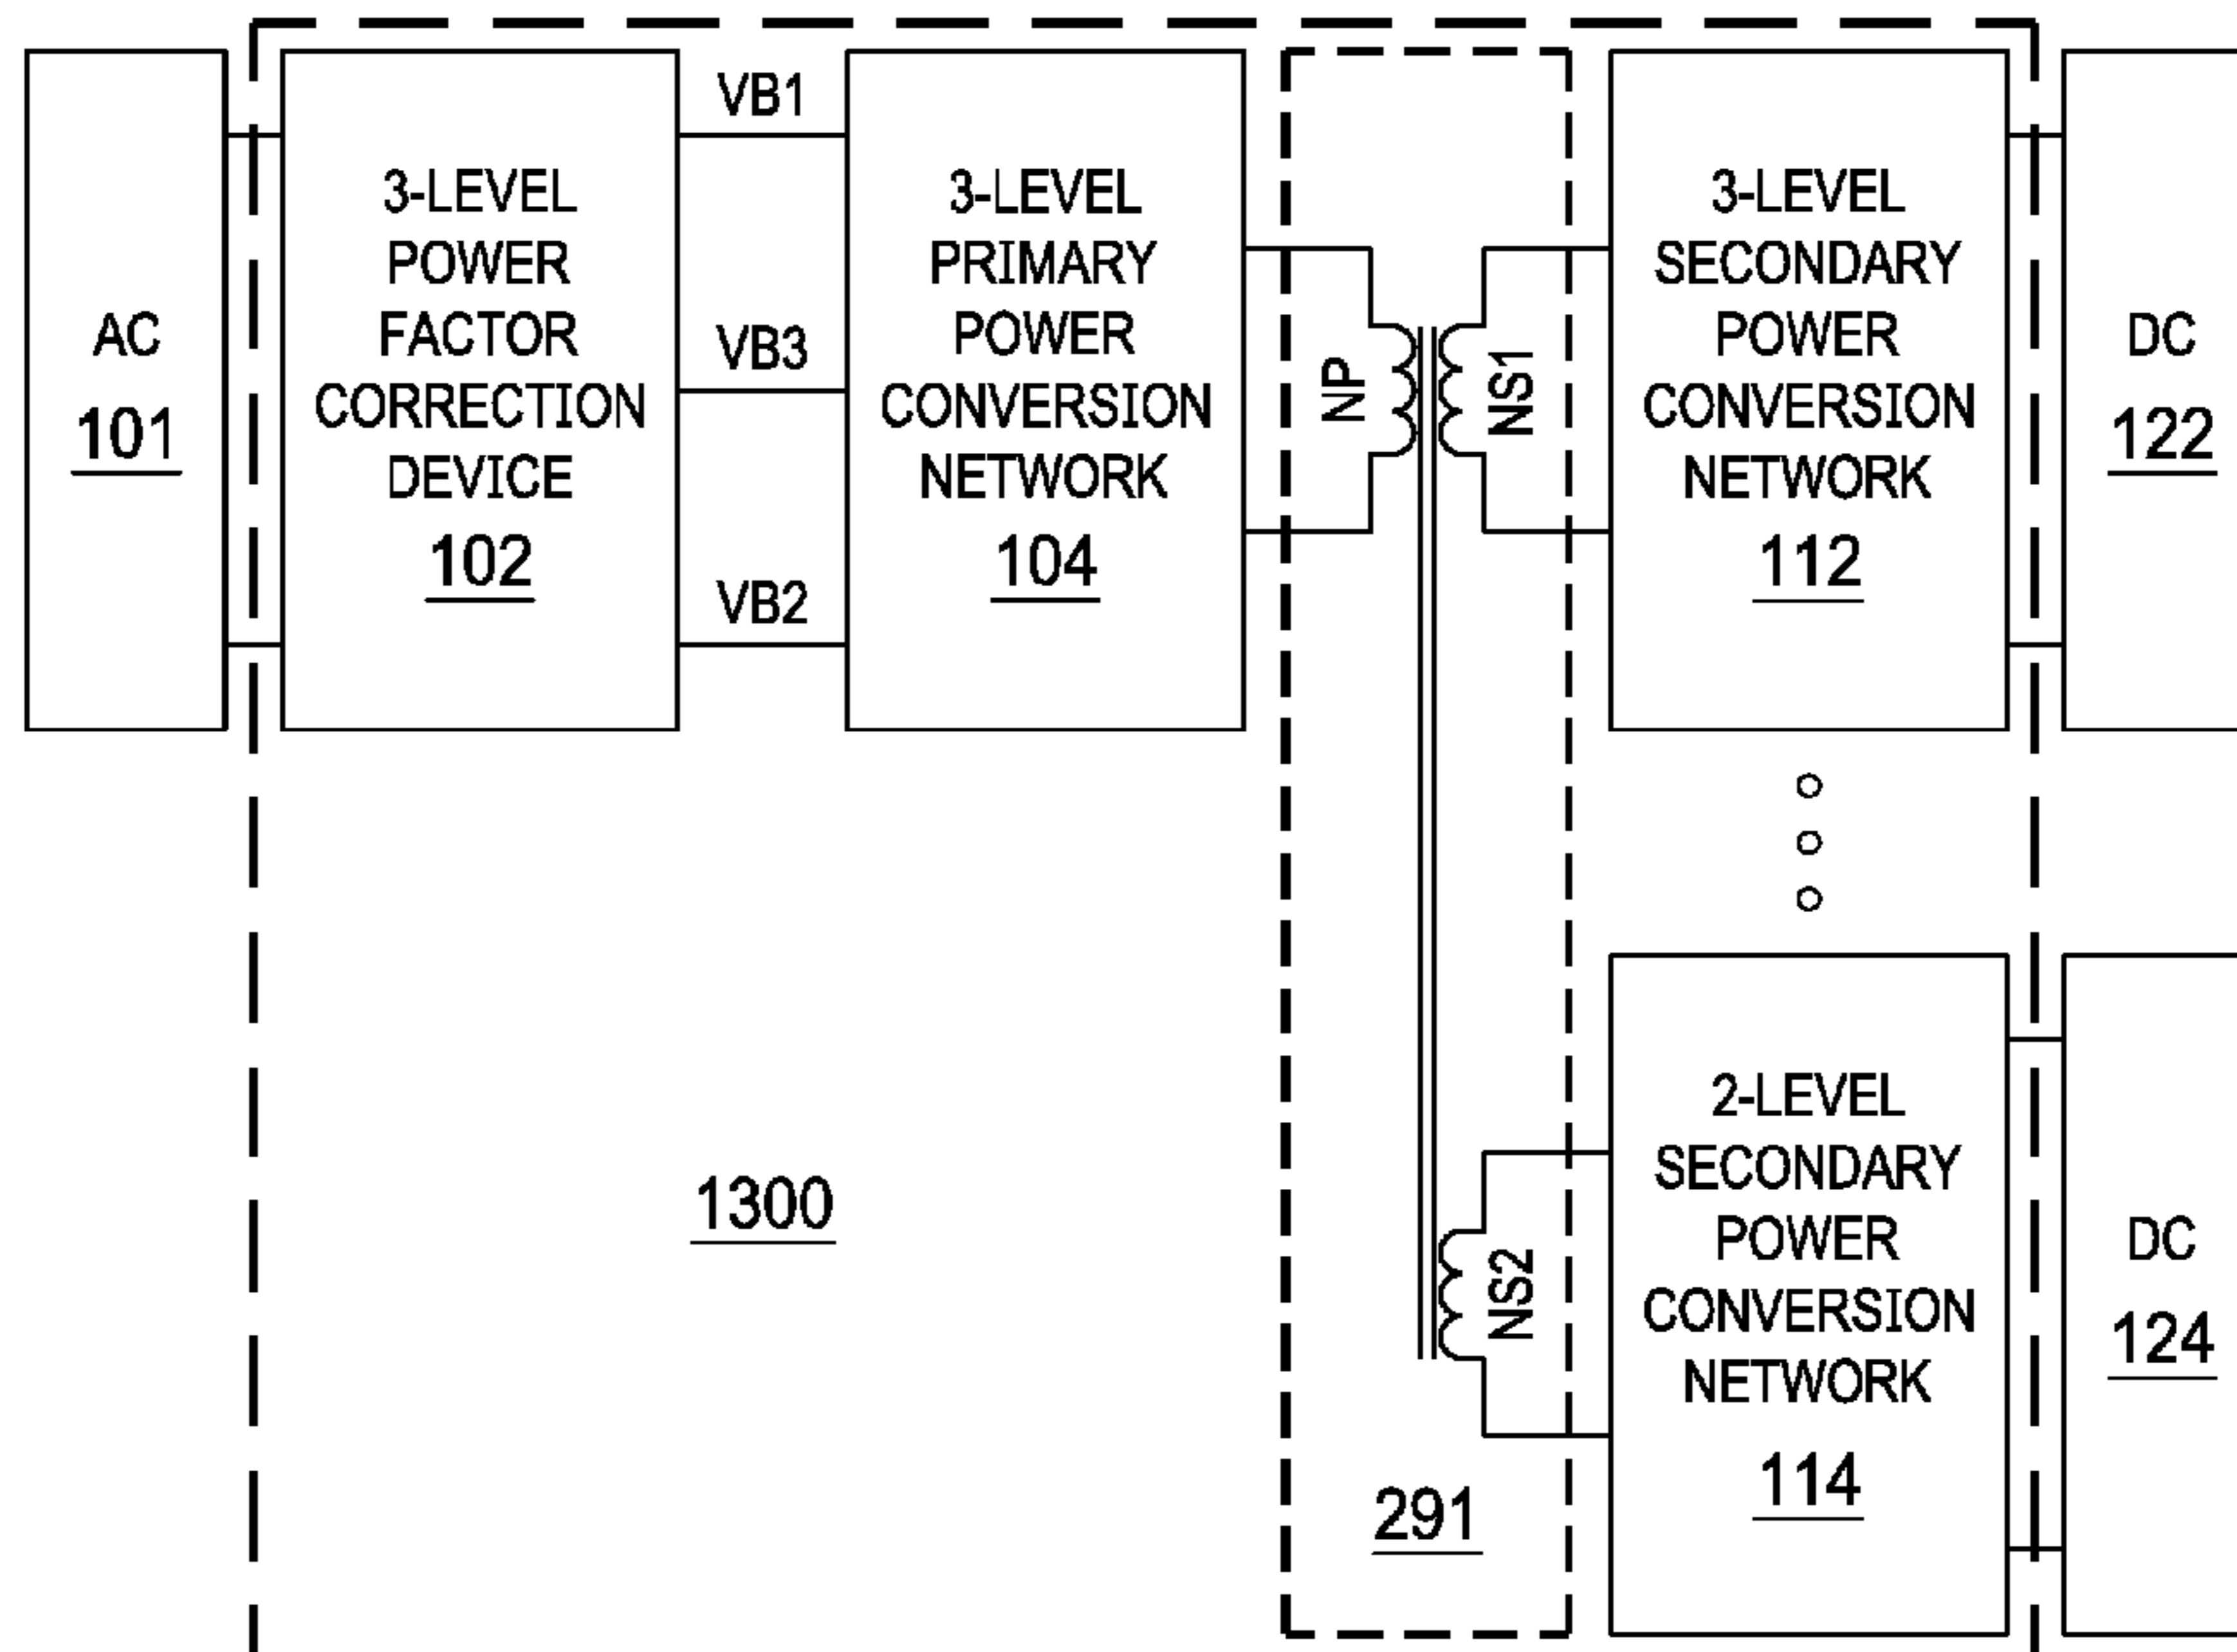 AC
101
3-LEVEL
POWER
FACTOR
CORRECTION
DEVICE
102
VB1
VB3
VB2
3-LEVEL
PRIMARY
POWER
CONVERSION
NETWORK
104
NP
NS1
3-LEVEL
SECONDARY
POWER
CONVERSION
NETWORK
112
DC
122
1300
NS2
291
2-LEVEL
SECONDARY
POWER
CONVERSION
NETWORK
114
DC
124